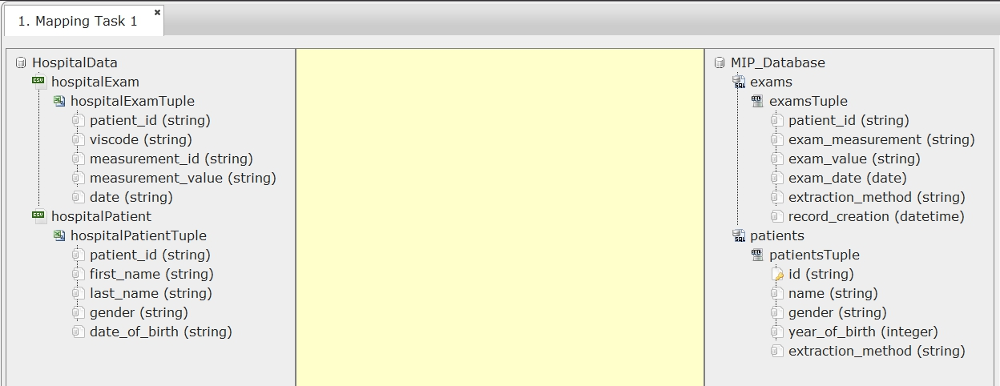 1. Mapping Task 1
HospitalData
hospitalExam
hospitalExamTuple
patient_id (string)
viscode (string)
measurement_id (string)
measurement_value (string)
date (string)
hospitalPatient
hospitalPatientTuple
patient_id (string)
first_name (string)
last_name (string)
gender (string)
date_of_birth (string)
MIP_Database
exams
examsTuple
patient_id (string)
exam_measurement (string)
exam_value (string)
exam_date (date)
extraction_method (string)
record_creation (datetime)
patients
patientsTuple
id (string)
name (string)
gender (string)
year_of_birth (integer)
extraction_method (string)